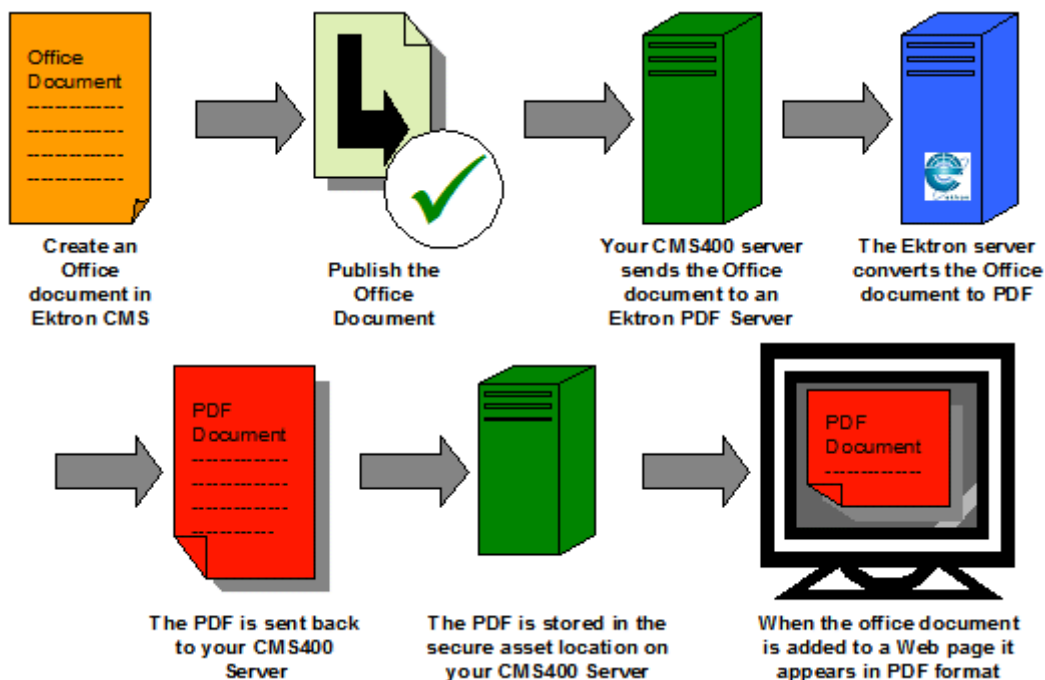 Office
Document
Create an
Office
document in
Ektron CMS
Publish the
Office
Document
Your CMS400 server
sends the Office
document to an
Ektron PDF Server
The Ektron server
converts the Office
document to PDF
PDF
Document
The PDF is sent back
to your CMS400
Server
The PDF is stored in the
secure asset location on
your CMS400 Server
PDF
Document
When the office document
is added to a Web page it
appears in PDF format